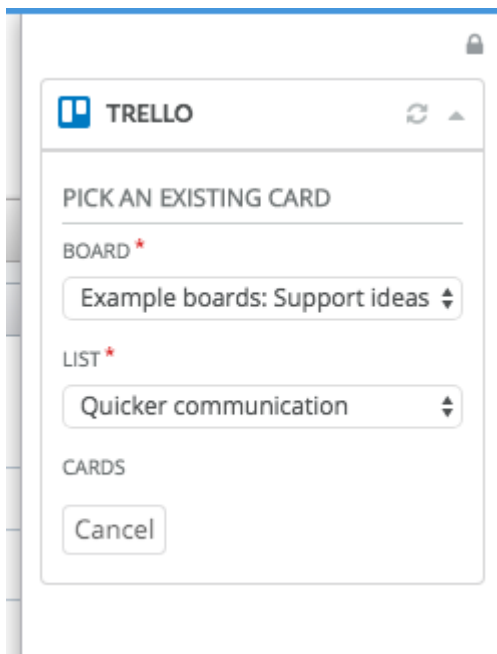 TRELLO
PICK AN EXISTING CARD
BOARD *
Example boards: Support ideas
LIST *
Quicker communication
CARDS
Cancel